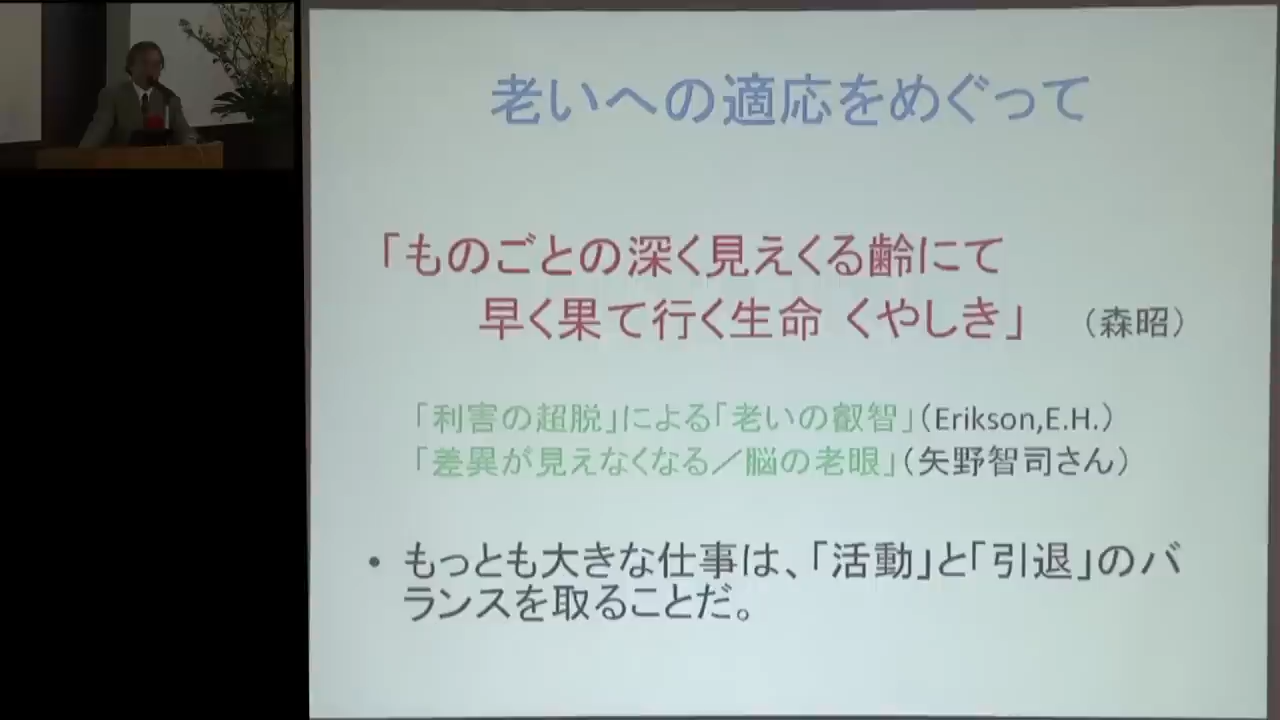 老いへの適応をめぐって
「ものごとの深く見えくる齢にて
早く果て行く生命 くやしき」 （森昭）
「利害の超脱」による「老いの叡智」（Erikson,E.H.）
「差異が見えなくなる／脳の老眼」（矢野智司さん）
• もっとも大きな仕事は、「活動」と「引退」のバ
ランスを取ることだ。